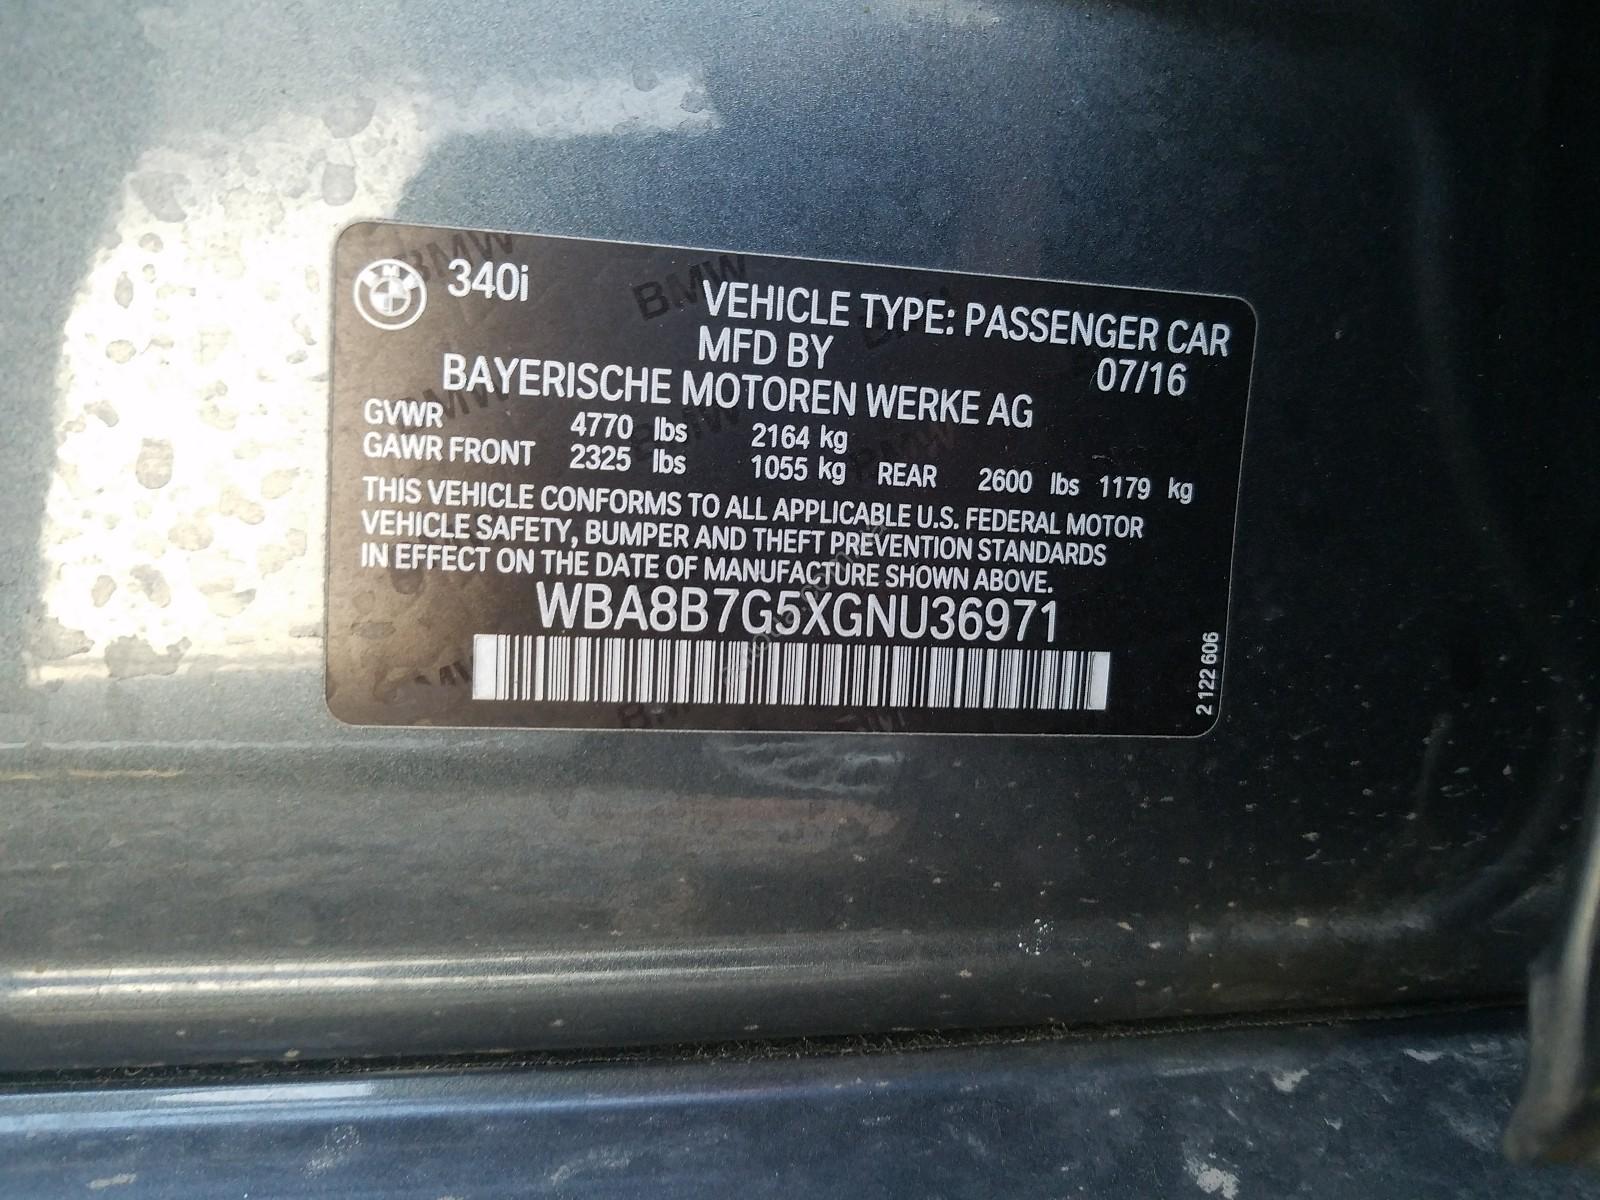 340i
VEHICLE TYPE: PASSENGER CAR
MFD BY 07/16
BAYERISCHE MOTOREN WERKE AG
GVWR 4770 lbs 2164 kg
GAWR FRONT 2325 lbs 1055 kg REAR 2600 lbs 1179 kg
THIS VEHICLE CONFORMS TO ALL APPLICABLE U.S. FEDERAL MOTOR
VEHICLE SAFETY, BUMPER AND THEFT PREVENTION STANDARDS
IN EFFECT ON THE DATE OF MANUFACTURE SHOWN ABOVE.
WBA8B7G5XGNU36971
2 122 606